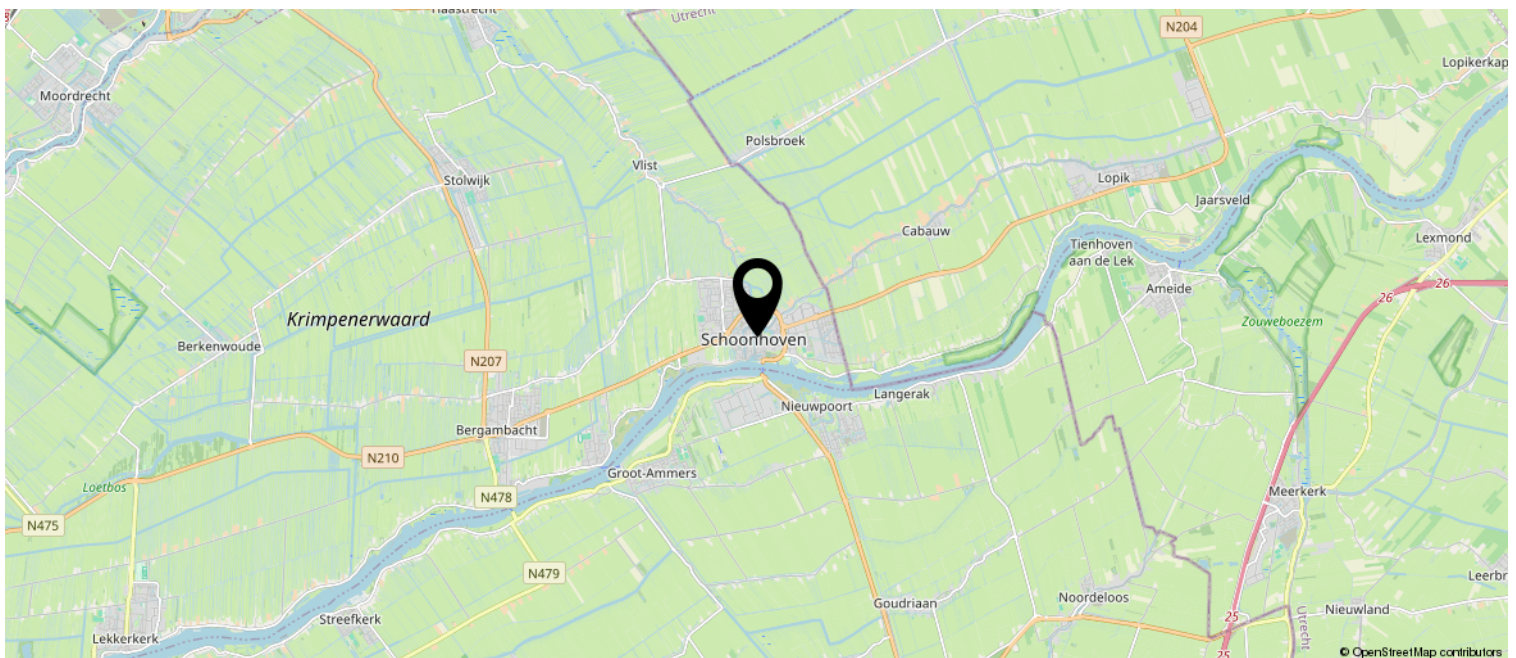 Haastrecht
Utrecht
N204
Lopikerkap
Moordrecht
Polsbroek
Vlist
Stolwijk
Lopik
Jaarsveld
Cabauw
Tienhoven
aan de Lek
Lexmond
Ameide
26
26
Krimpenerwaard
Zouweboezem
Berkenwoude
Schoonhoven
N207
Langerak
Nieuwpoort
Bergambacht
N210
Groot-Ammers
Loetbos
N478
Meerkerk
N475
N479
Leerbr
Goudriaan
Noordeloos
Nieuwland
Streefkerk
25
Utrecht
Lekkerkerk
25
© OpenStreetMap contributors